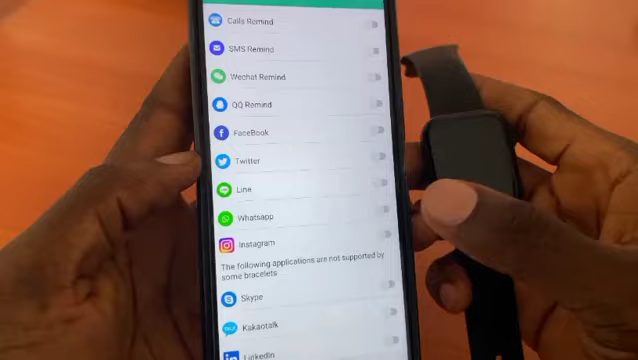 Calls Remind
SMS Remind
Wechat Remind
QQ Remind
FaceBook
Twitter
Line
Whatsapp
Instagram
The following applications are not supported by
some bracelets
Skype
Kakaotalk
LinkedIn